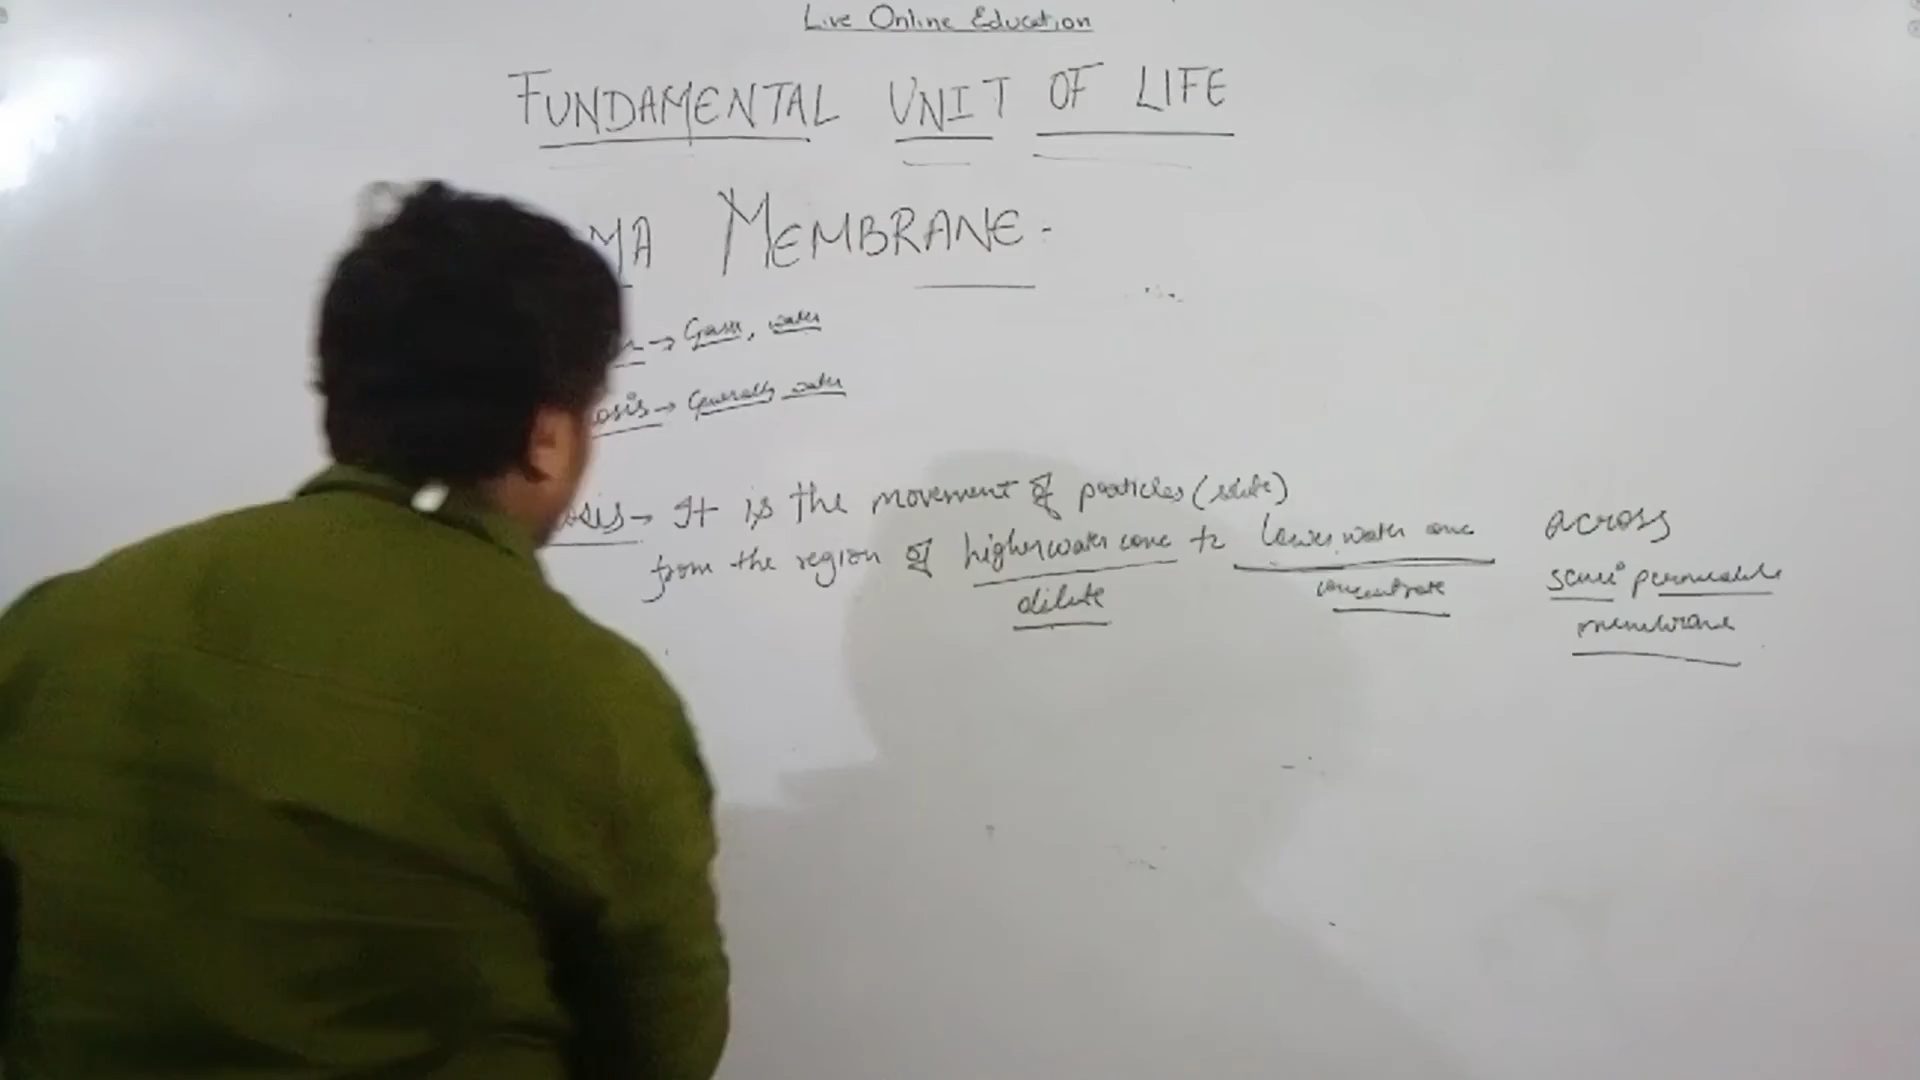 Live Online Education
FUNDAMENTAL UNIT OF LIFE
MA MEMBRANE
→ Gases, water
osis → Generally water
osis → It is the movement of particles (solute)
from the region of higher water conc to lower water conc
dilute
concentrate
across
semi permeable
membrane